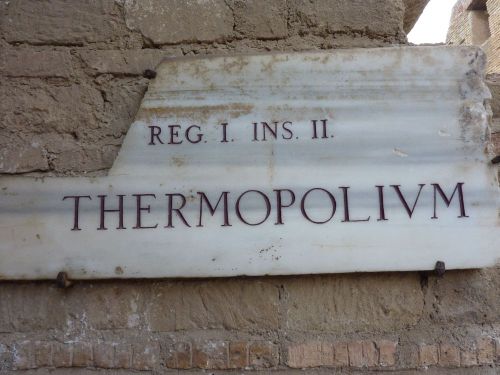 REG. I. INS. II.
THERMOPOLIVM